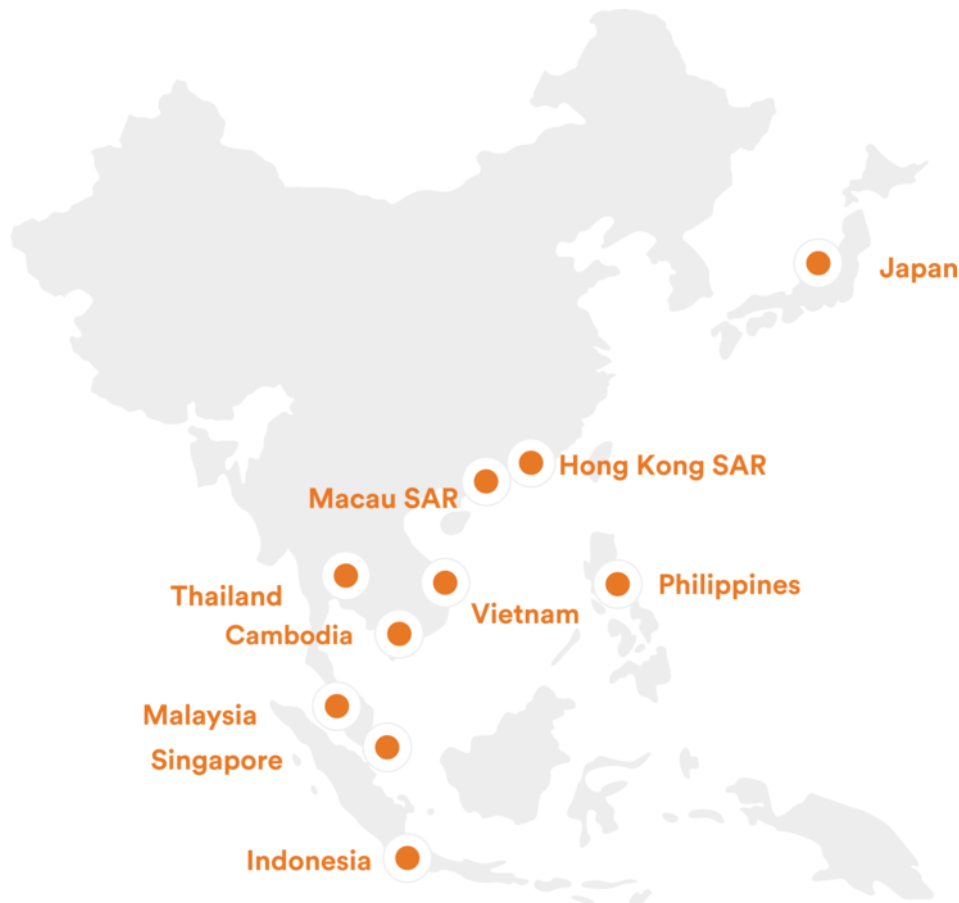 Japan
Hong Kong SAR
Macau SAR
Philippines
Thailand
Vietnam
Cambodia
Malaysia
Singapore
Indonesia